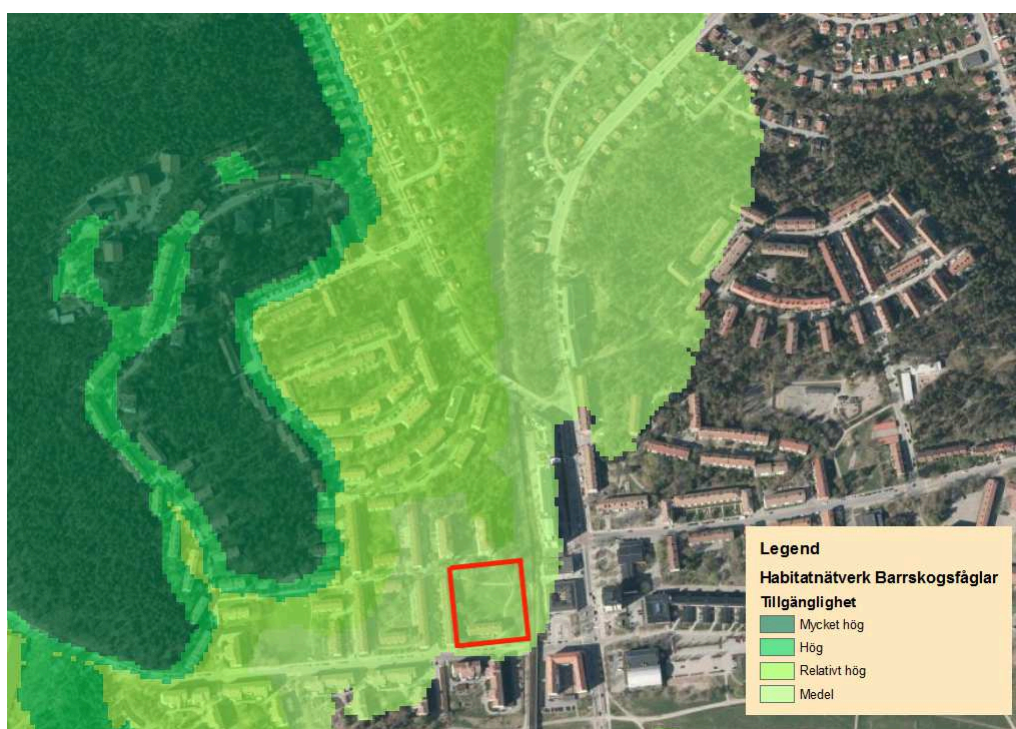 Legend
Habitatnätverk Barrskogsfåglar
Tillgänglighet
Mycket hög
Hög
Relativt hög
Medel